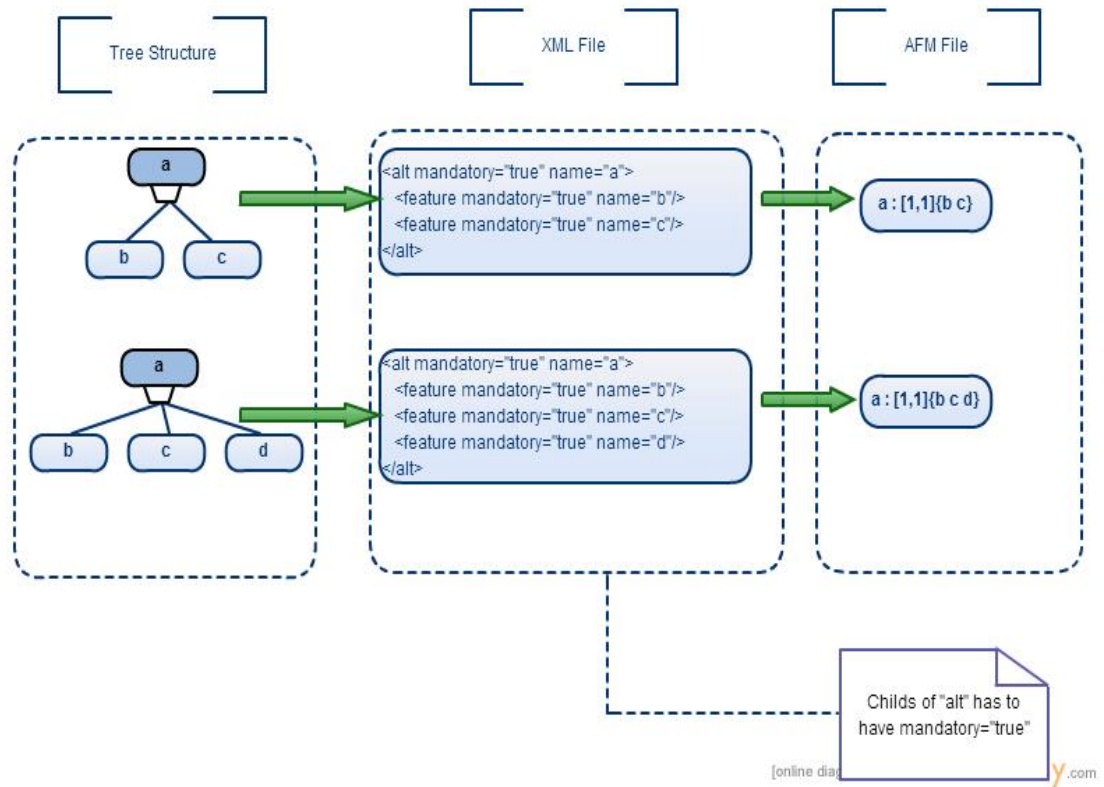 Tree Structure
XML File
AFM File
a
b
c
<alt mandatory="true" name="a">
<feature mandatory="true" name="b"/>
<feature mandatory="true" name="c"/>
</alt>
a : [1,1]{b c}
a
b
c
d
<alt mandatory="true" name="a">
<feature mandatory="true" name="b"/>
<feature mandatory="true" name="c"/>
<feature mandatory="true" name="d"/>
</alt>
a : [1,1]{b c d}
Childs of "alt" has to
have mandatory="true"
[online
y.com